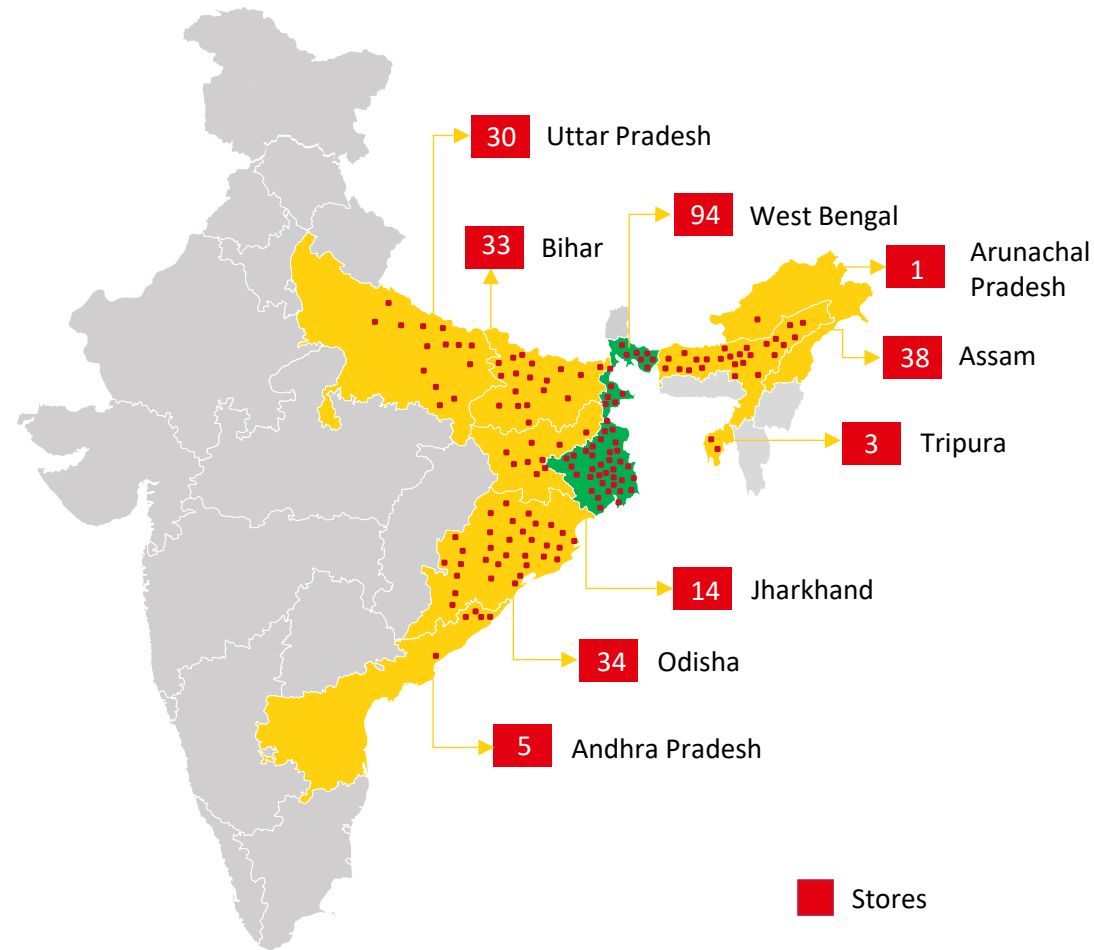 30 Uttar Pradesh
94 West Bengal
33 Bihar
1 Arunachal
Pradesh
38 Assam
3 Tripura
14 Jharkhand
34 Odisha
5 Andhra Pradesh
Stores